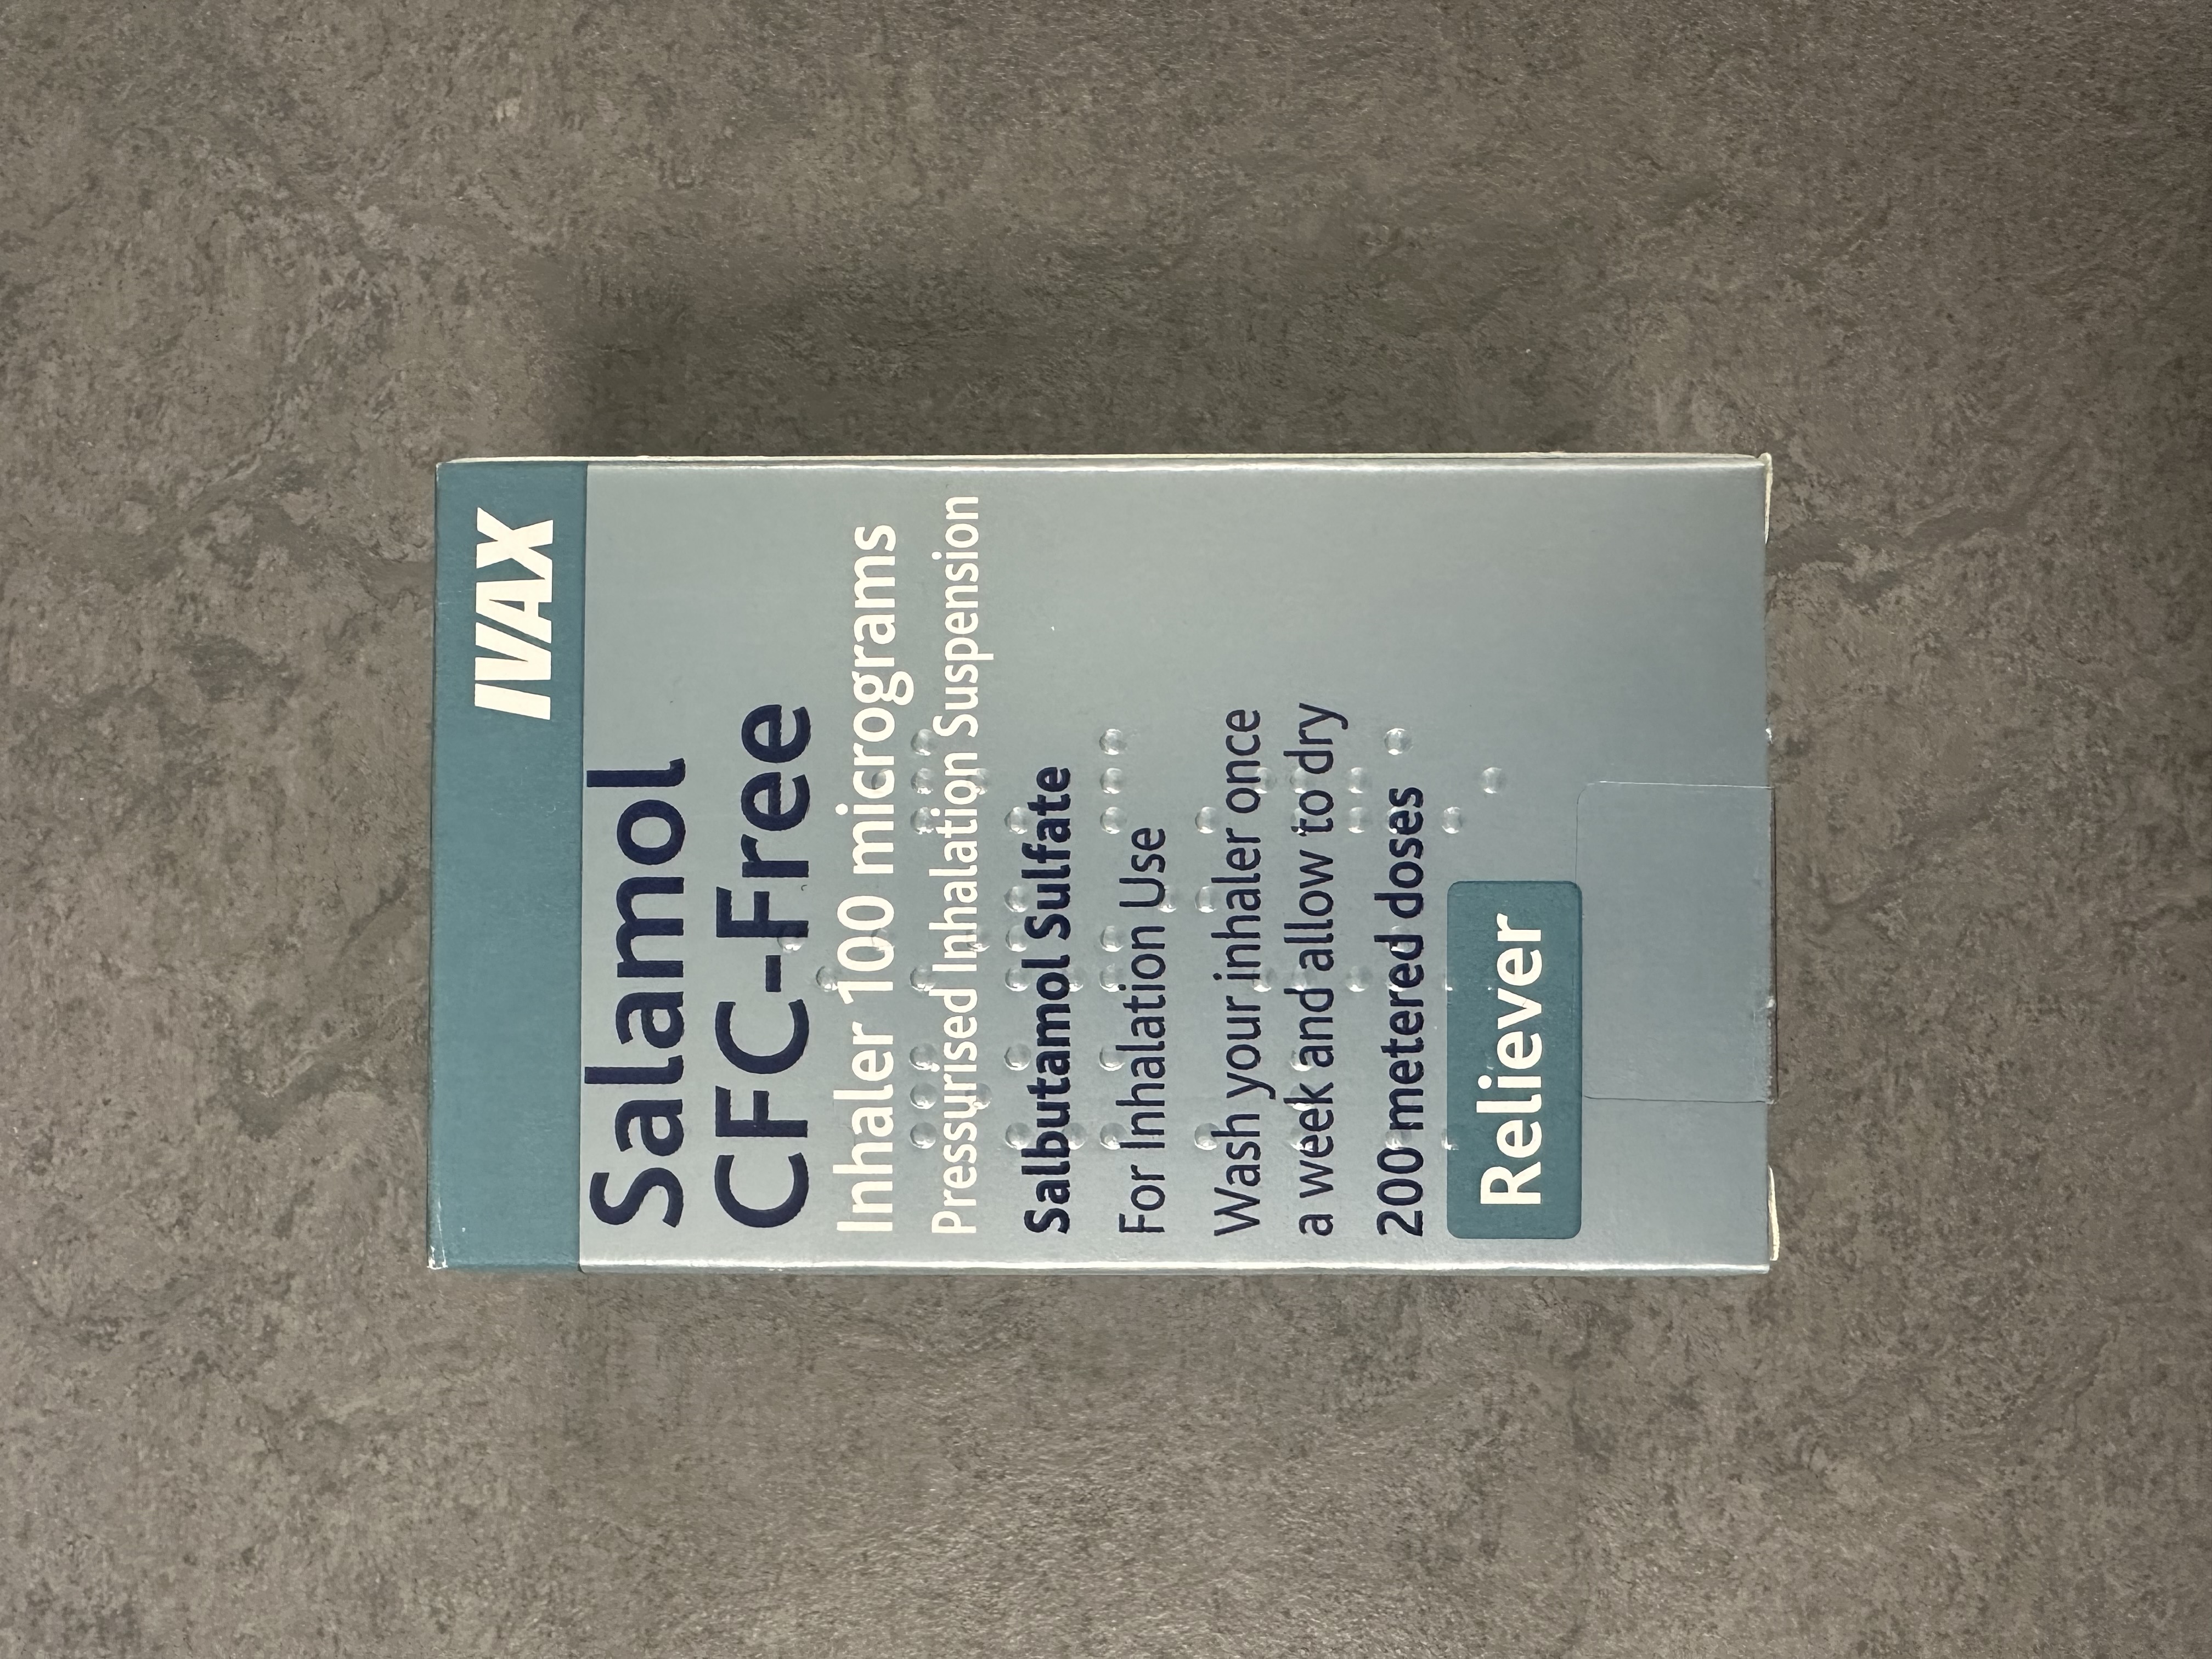 IVAX
Salamol
CFC-Free
Inhaler 100 micrograms
Pressurised Inhalation Suspension
Salbutamol Sulfate
For Inhalation Use
Wash your inhaler once
a week and allow to dry
200 metered doses
Reliever